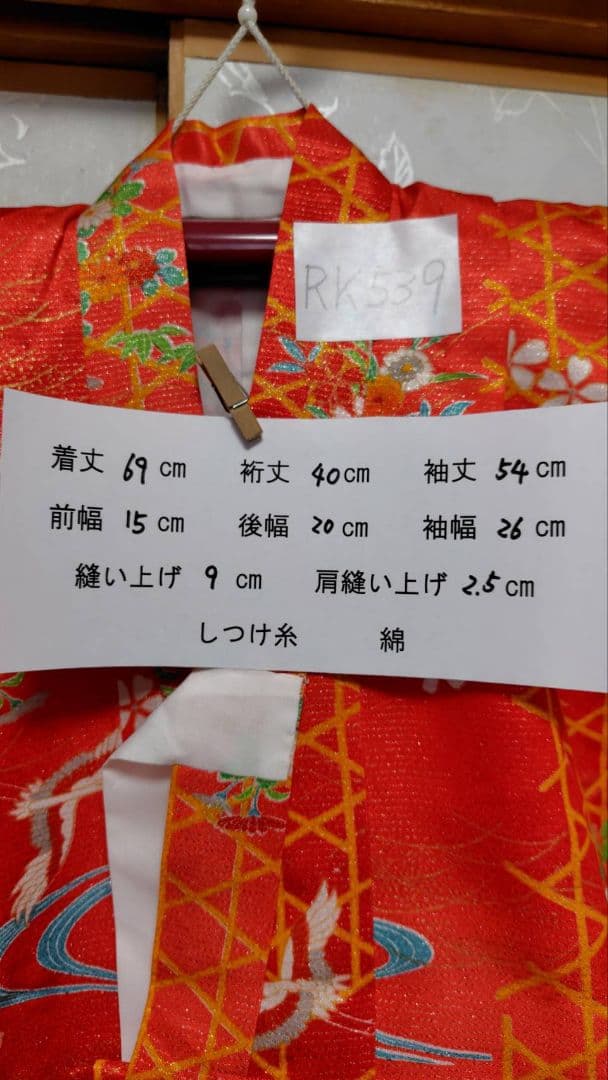 RK539
着丈 69 cm 裄丈 40cm 袖丈 54 cm
前幅 15 cm 後幅 20 cm 袖幅 26 cm
縫い上げ 9 cm 肩縫い上げ 2.5 cm
しつけ糸 綿